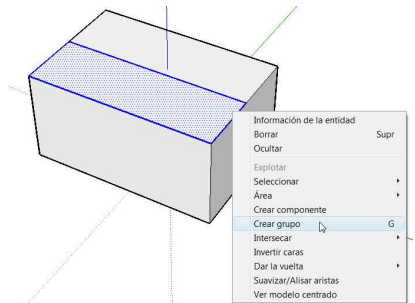 Información de la entidad
Borrar Supr
Ocultar
Explotar
Seleccionar
Área
Crear componente
Crear grupo G
Intersecar
Invertir caras
Dar la vuelta
Suavizar/Alisar aristas
Ver modelo centrado